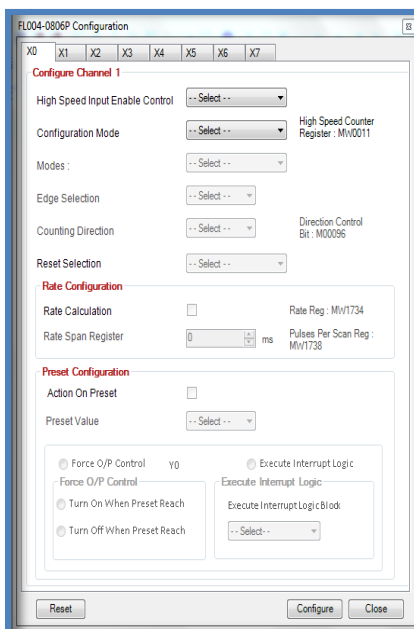 FL004-0806P Configuration
X0 X1 X2 X3 X4 X5 X6 X7
Configure Channel 1
High Speed Input Enable Control -- Select --
Configuration Mode -- Select -- High Speed Counter
Register : MW0011
Modes : -- Select --
Edge Selection -- Select --
Counting Direction -- Select -- Direction Control
Bit : M00096
Reset Selection -- Select --
Rate Configuration
Rate Calculation Rate Reg : MW1734
Rate Span Register 0 ms Pulses Per Scan Reg :
MW1738
Preset Configuration
Action On Preset
Preset Value -- Select --
Force O/P Control Y0 Execute Interrupt Logic
Force O/P Control Execute Interrupt Logic
Turn On When Preset Reach Execute Interrupt Logic Block
Turn Off When Preset Reach -- Select--
Reset Configure Close